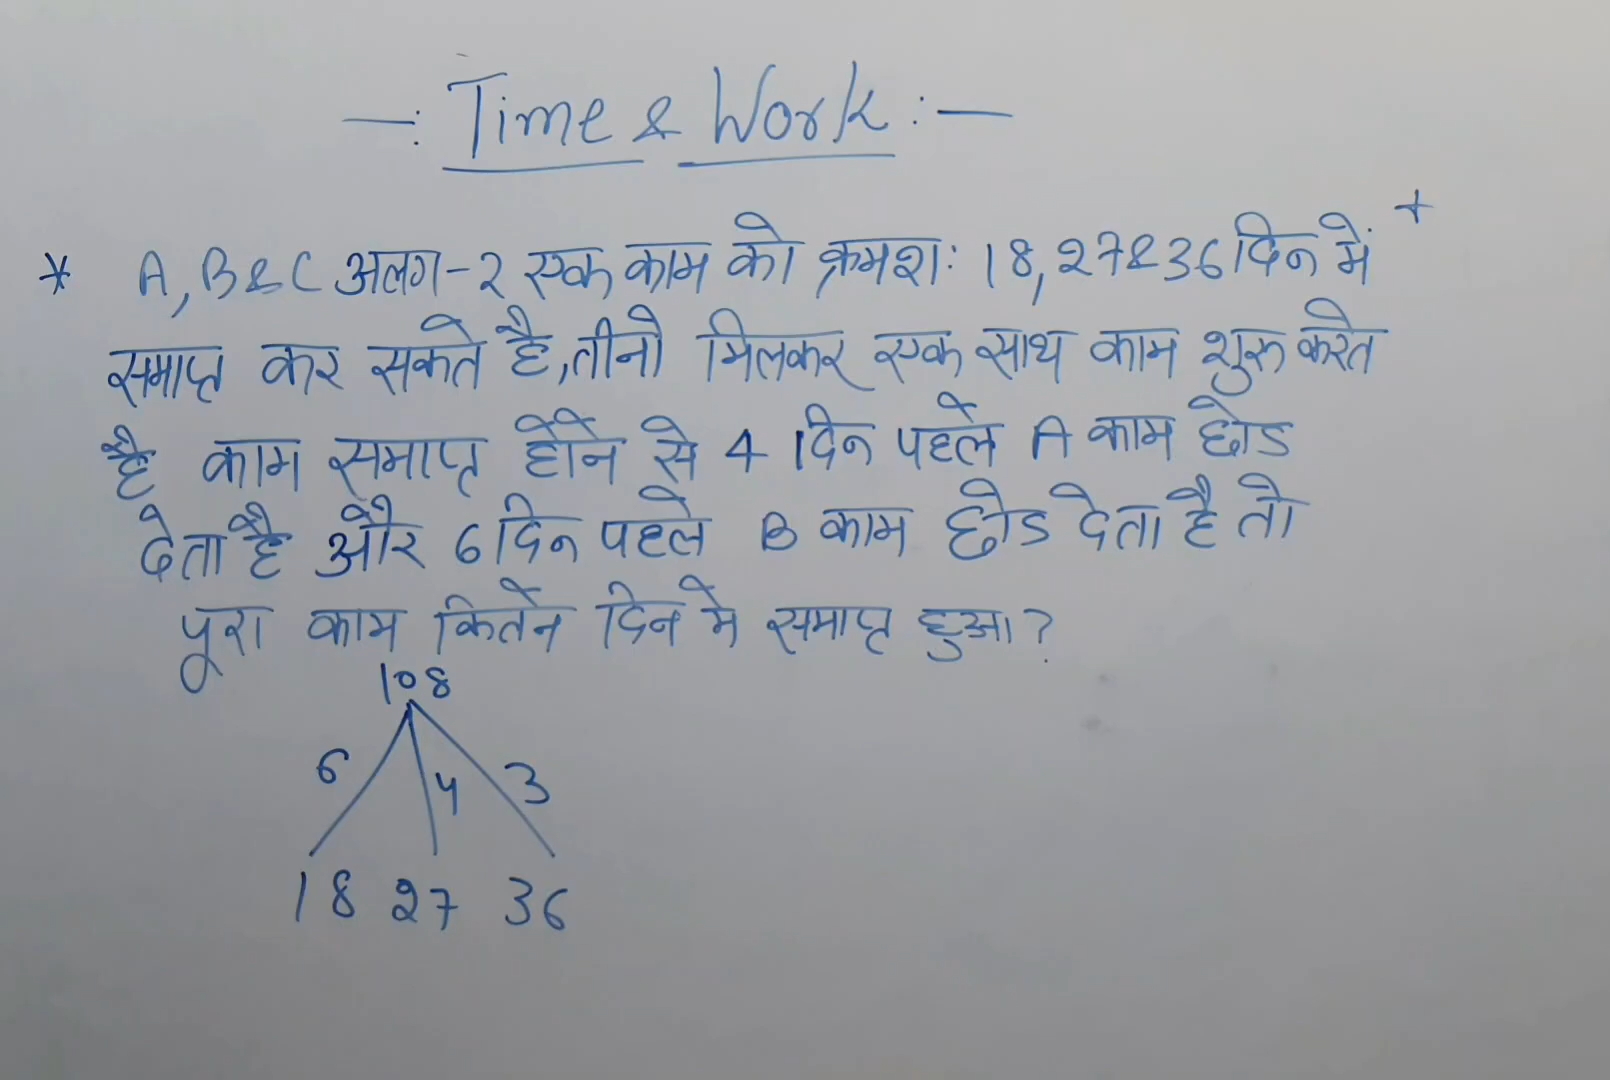 —: Time & Work :—
+
* A, B & C अलग-२ एक काम को क्रमश: 18, 27 & 36 दिन में
समाप्त कर सकते है, तीनो मिलकर एक साथ काम शुरू करते
है काम समाप्त होने से 4 दिन पहले A काम छोड
देता है और 6 दिन पहले B काम छोड देता है तो
पूरा काम कितने दिन मे समाप्त हुआ?
108
6 4 3
18 27 36